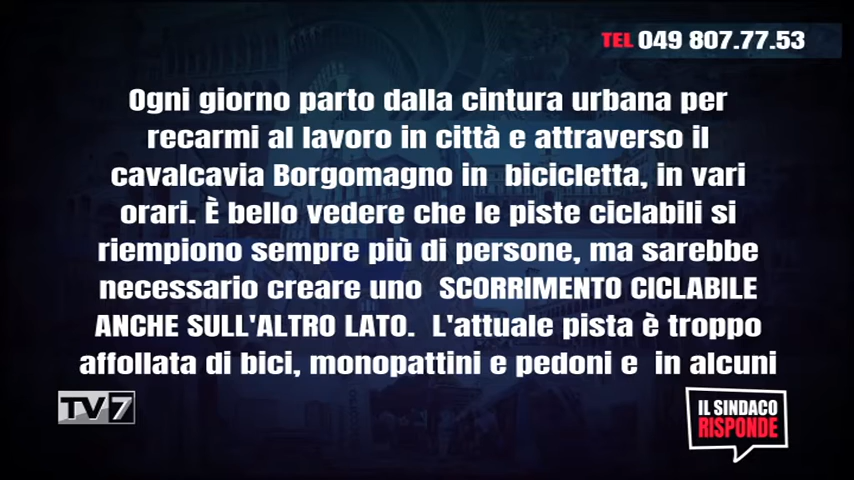 TEL 049 807.77.53
Ogni giorno parto dalla cintura urbana per
recarmi al lavoro in città e attraverso il
cavalcavia Borgomagno in bicicletta, in vari
orari. È bello vedere che le piste ciclabili si
riempiono sempre più di persone, ma sarebbe
necessario creare uno SCORRIMENTO CICLABILE
ANCHE SULL'ALTRO LATO. L'attuale pista è troppo
affollata di bici, monopattini e pedoni e in alcuni
TV7
IL SINDACO
RISPONDE